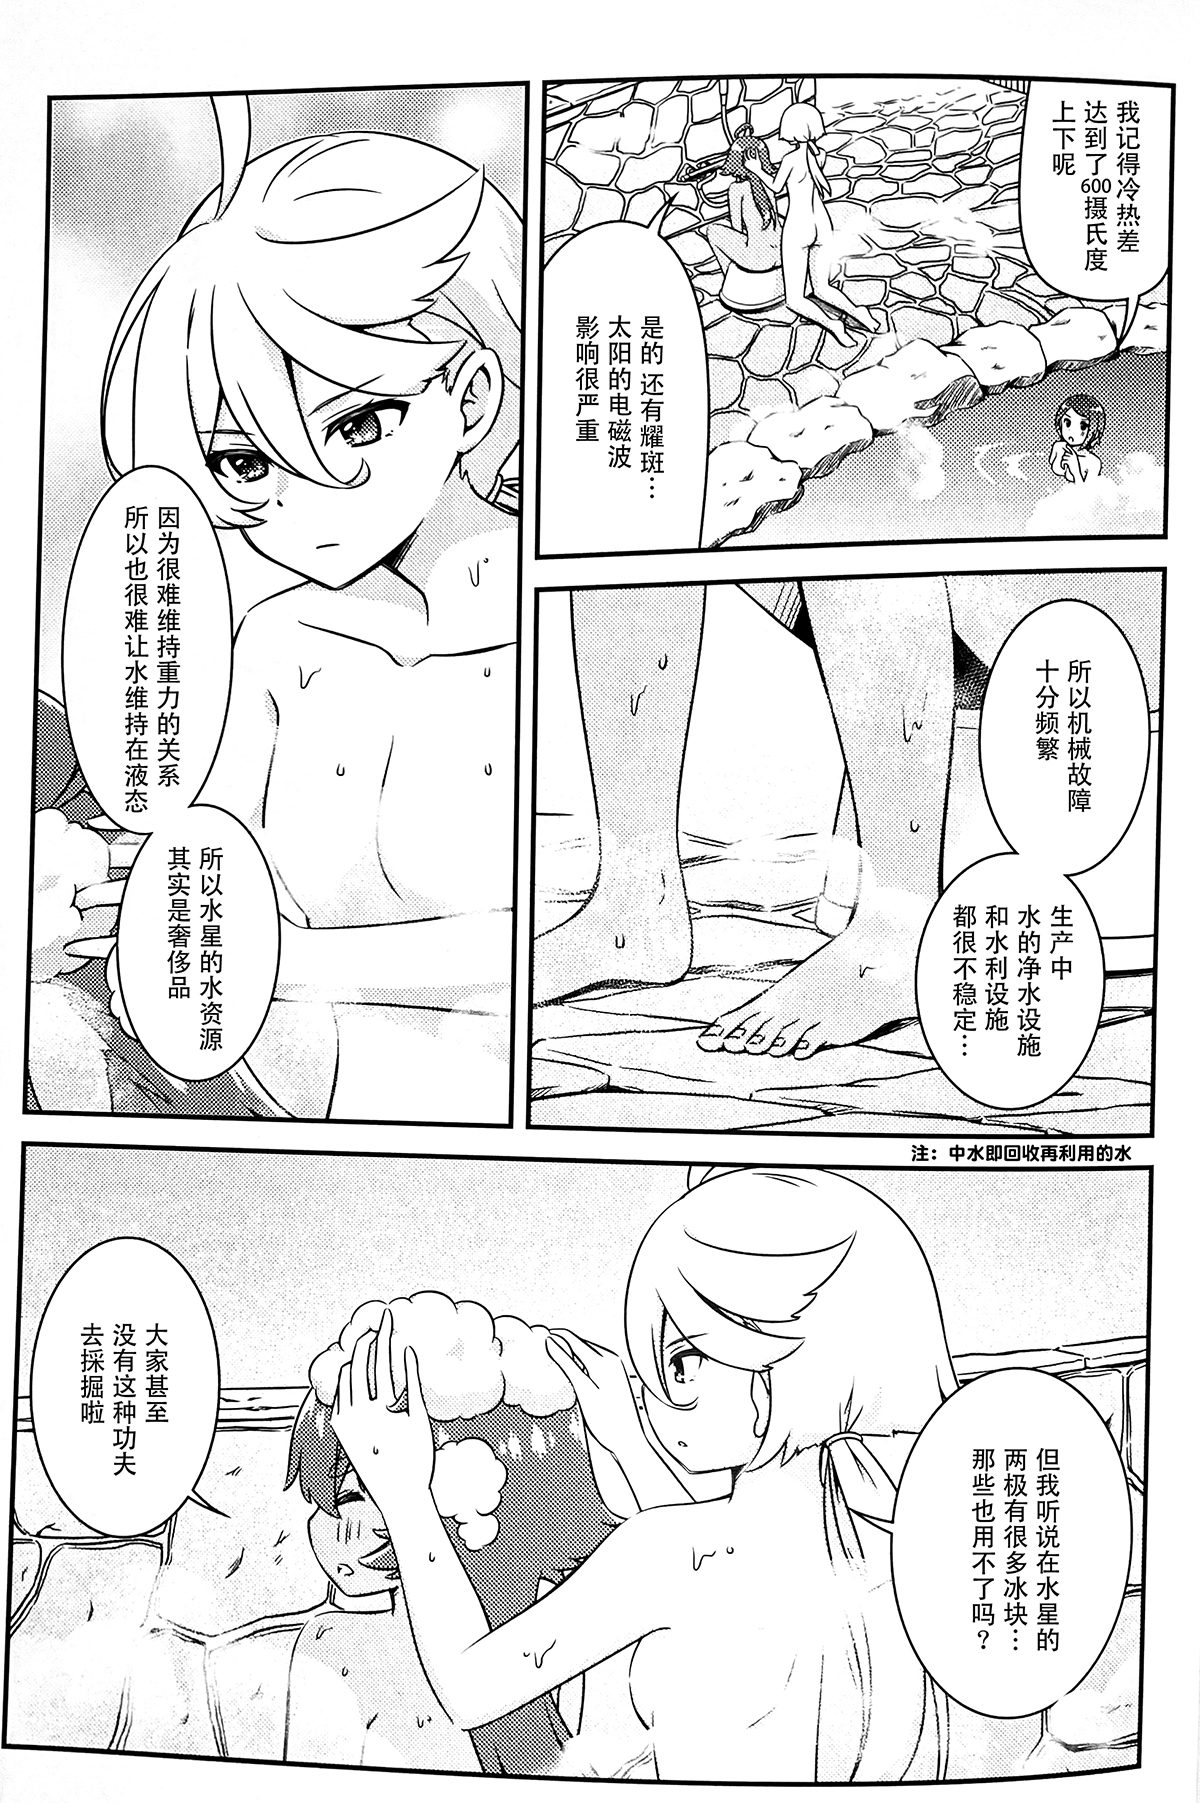 我记得冷热差
达到了600摄氏度
上下呢
是的 还有耀斑…
太阳的电磁波
影响很严重
所以机械故障
十分频繁
生产中
水的净水设施
和水利设施
都很不稳定…
注：中水即回收再利用的水
因为很难维持重力的关系
所以也很难让水维持在液态
所以水星的水资源
其实是奢侈品
但我听说在水星的
两极有很多冰块…
那些也用不了吗？
大家甚至
没有这种功夫
去採掘啦